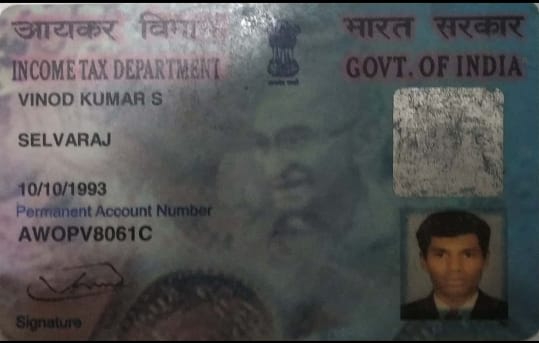 आयकर विभाग
भारत सरकार
INCOME TAX DEPARTMENT
GOVT. OF INDIA
VINOD KUMAR S
SELVARAJ
10/10/1993
Permanent Account Number
AWOPV8061C
Signature